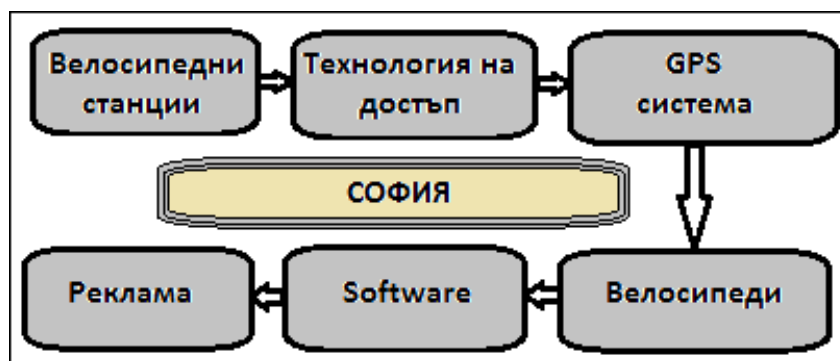 Велосипедни
станции
Технология на
достъп
GPS
система
СОФИЯ
Реклама
Software
Велосипеди